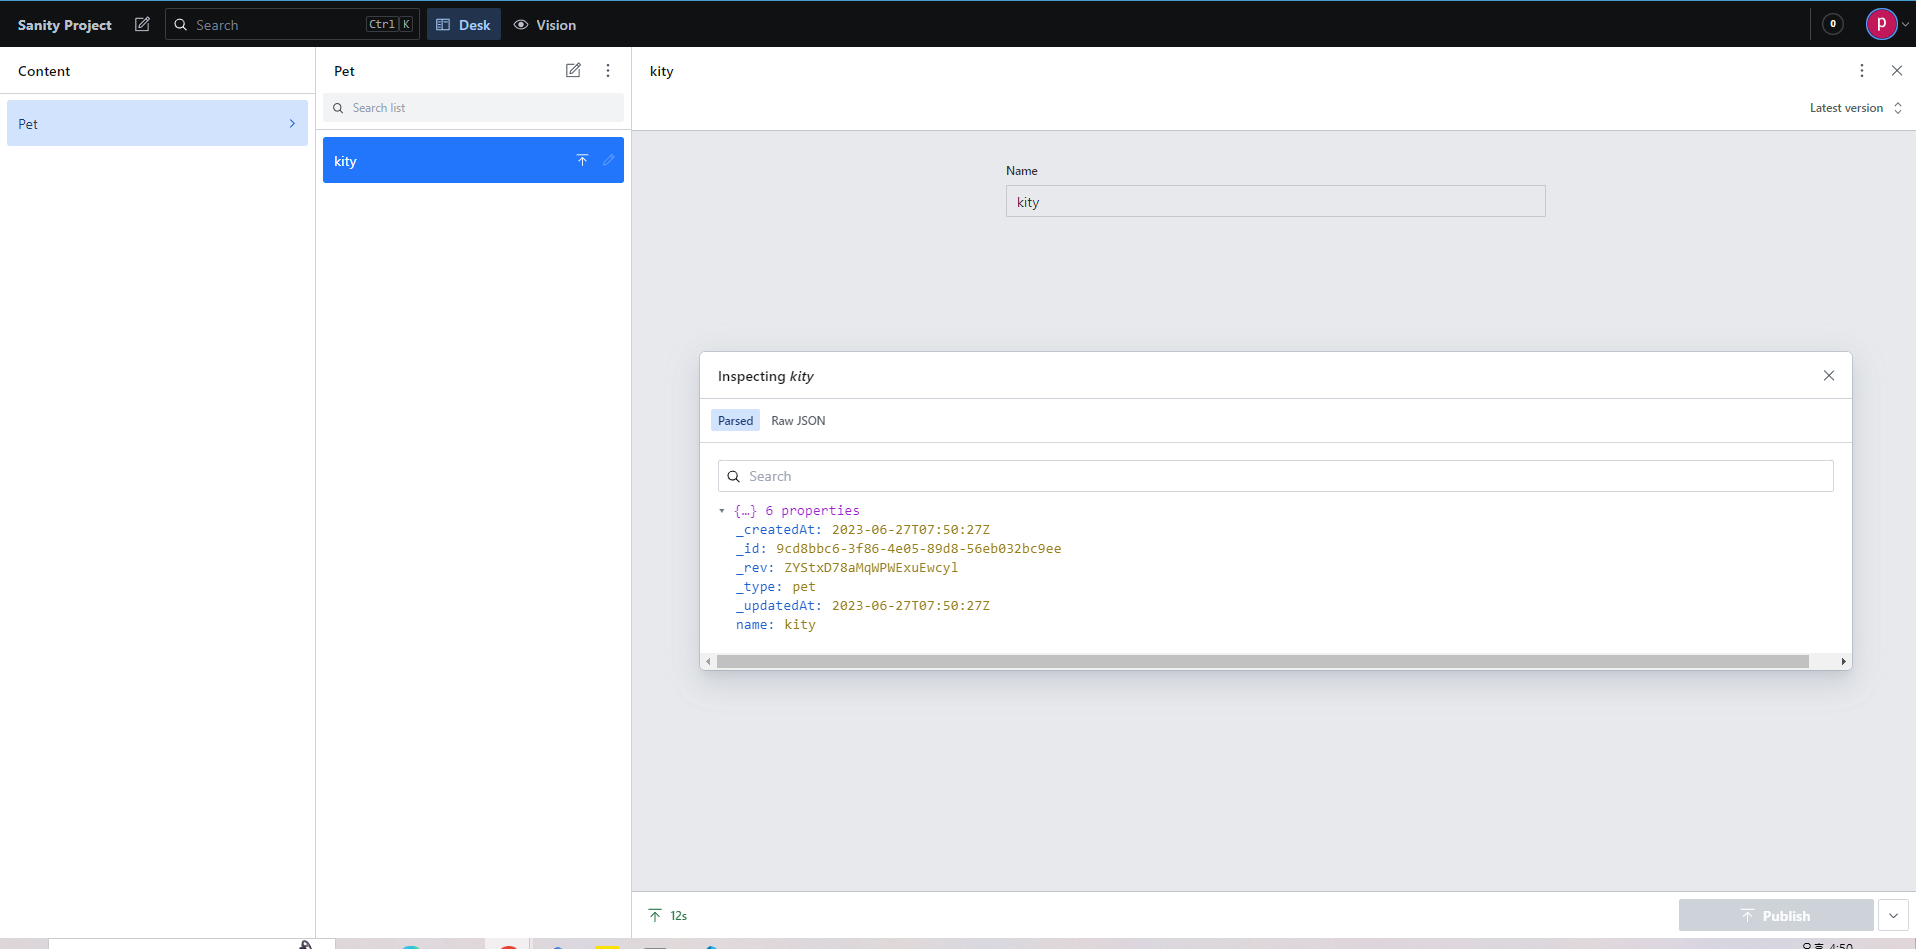 Sanity Project
Search
Ctrl K
Desk
Vision
0
p
Content
Pet
Pet
Search list
kity
kity
Latest version
Name
kity
Inspecting kity
Parsed
Raw JSON
Search
{…} 6 properties
_createdAt: 2023-06-27T07:50:27Z
_id: 9cd8bbc6-3f86-4e05-89d8-56eb032bc9ee
_rev: ZYStxD78aMqWPWExuEwcyl
_type: pet
_updatedAt: 2023-06-27T07:50:27Z
name: kity
12s
Publish